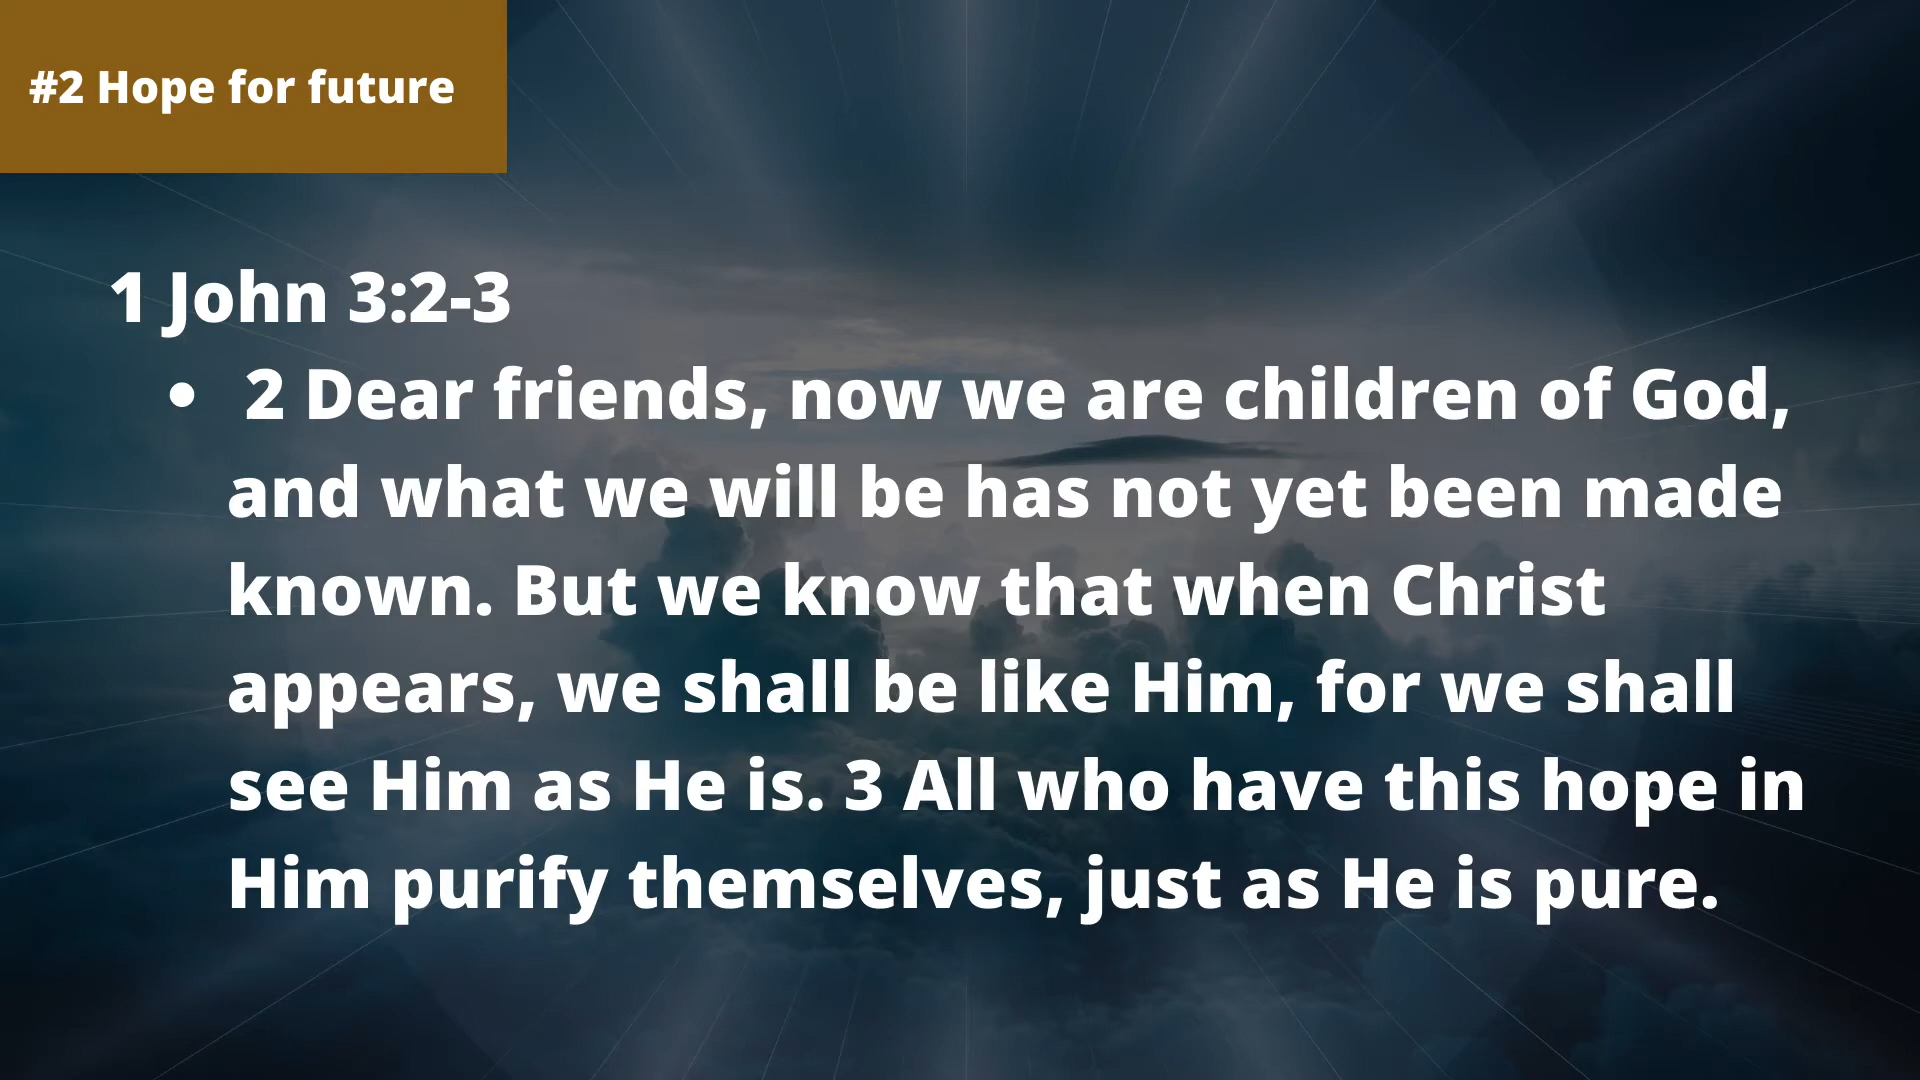 #2 Hope for future
1 John 3:2-3
• 2 Dear friends, now we are children of God,
and what we will be has not yet been made
known. But we know that when Christ
appears, we shall be like Him, for we shall
see Him as He is. 3 All who have this hope in
Him purify themselves, just as He is pure.